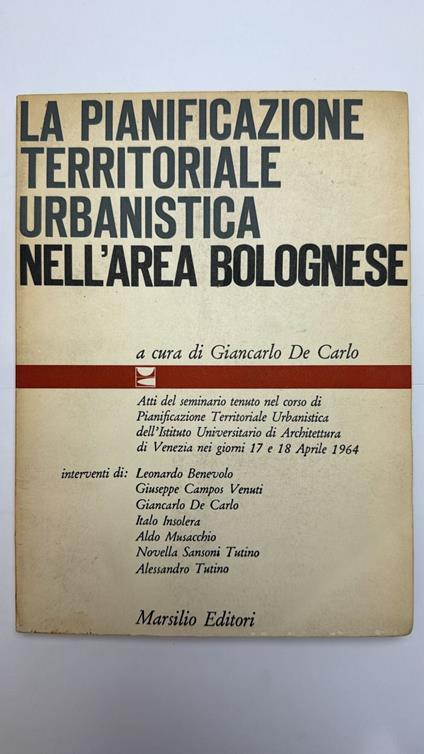 LA PIANIFICAZIONE
TERRITORIALE
URBANISTICA
NELL'AREA BOLOGNESE
a cura di Giancarlo De Carlo
Atti del seminario tenuto nel corso di
Pianificazione Territoriale Urbanistica
dell'Istituto Universitario di Architettura
di Venezia nei giorni 17 e 18 Aprile 1964
interventi di: Leonardo Benevolo
Giuseppe Campos Venuti
Giancarlo De Carlo
Italo Insolera
Aldo Musacchio
Novella Sansoni Tutino
Alessandro Tutino
Marsilio Editori